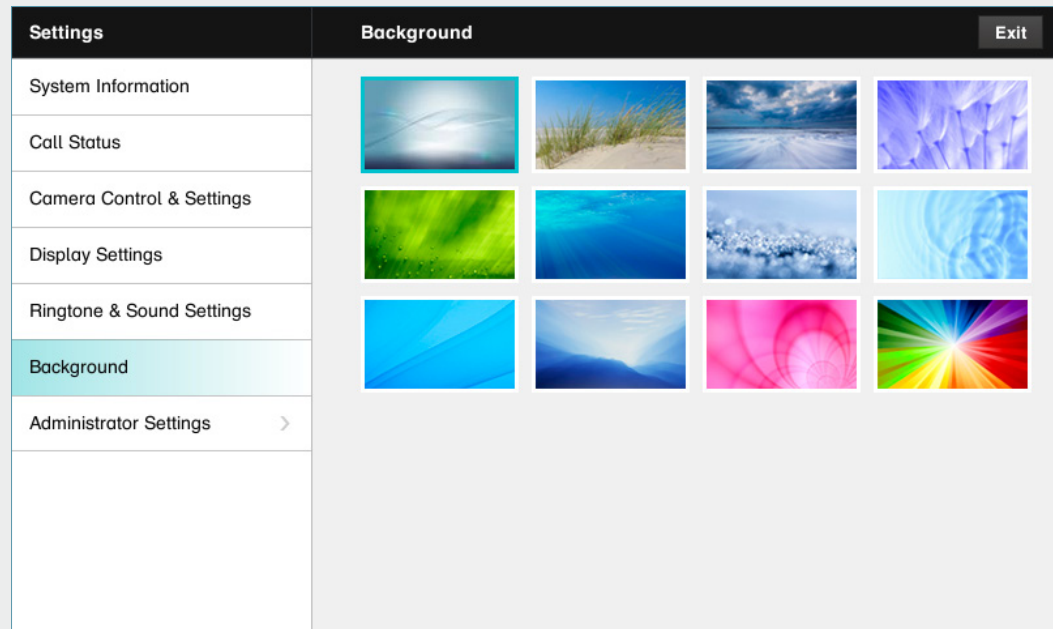 Settings
Background
Exit
System Information
Call Status
Camera Control & Settings
Display Settings
Ringtone & Sound Settings
Background
Administrator Settings